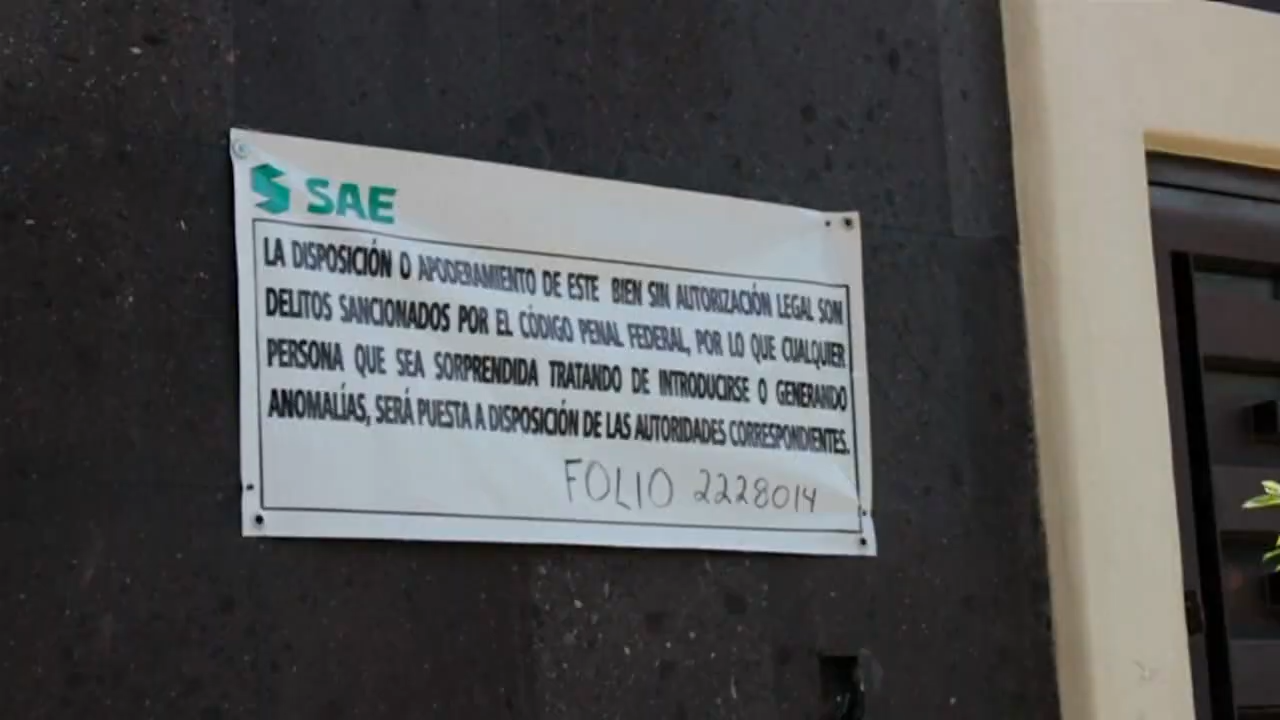 SAE
LA DISPOSICIÓN O APODERAMIENTO DE ESTE BIEN SIN AUTORIZACIÓN LEGAL SON
DELITOS SANCIONADOS POR EL CÓDIGO PENAL FEDERAL, POR LO QUE CUALQUIER
PERSONA QUE SEA SORPRENDIDA TRATANDO DE INTRODUCIRSE O GENERANDO
ANOMALÍAS, SERÁ PUESTA A DISPOSICIÓN DE LAS AUTORIDADES CORRESPONDIENTES.
FOLIO 2228014